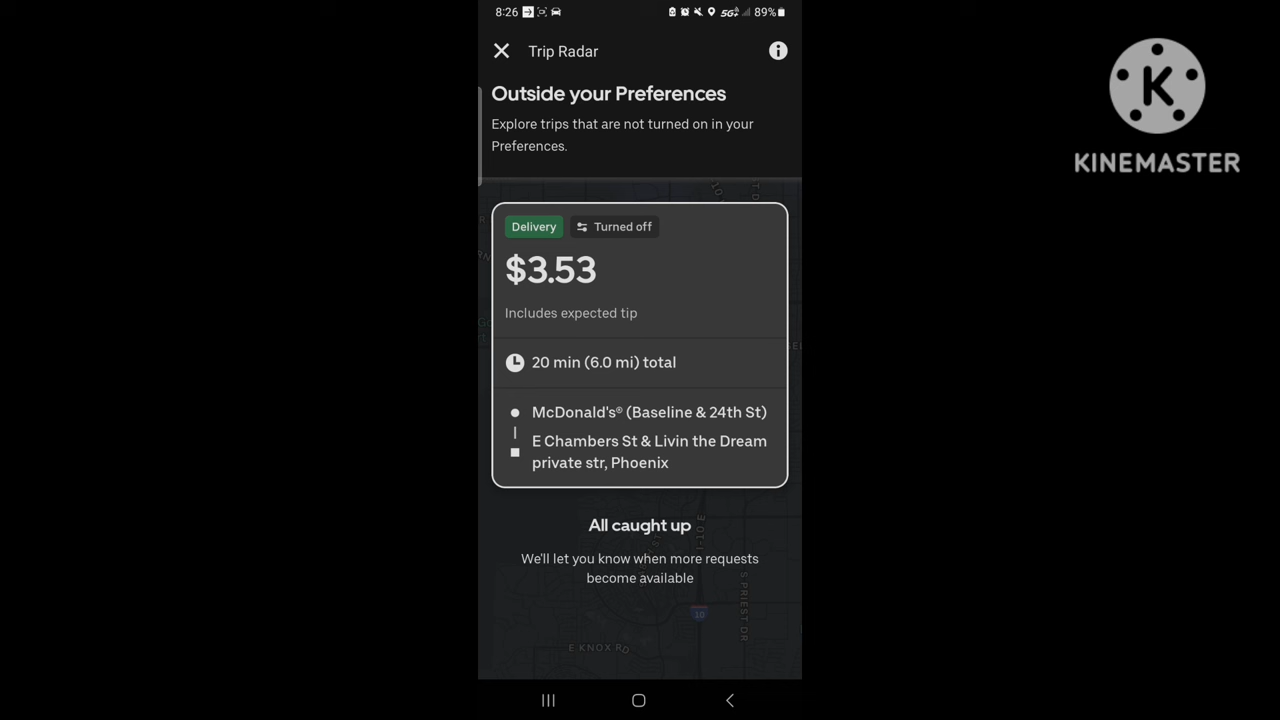 8:26
5G
89%
Trip Radar
Outside your Preferences
Explore trips that are not turned on in your
Preferences.
Delivery
Turned off
$3.53
Includes expected tip
20 min (6.0 mi) total
McDonald's® (Baseline & 24th St)
E Chambers St & Livin the Dream
private str, Phoenix
All caught up
We'll let you know when more requests
become available
I-10 E
10
S PRIEST DR
E KNOX RD
K
KINEMASTER